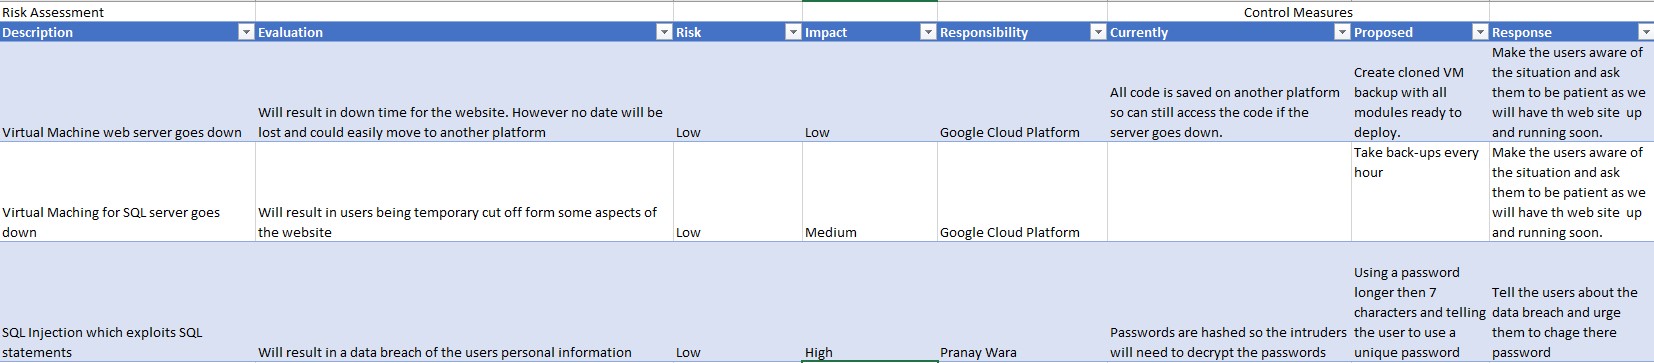 Risk Assessment
Control Measures
Description
Evaluation
Risk
Impact
Responsibility
Currently
Proposed
Response
Virtual Machine web server goes down
Will result in down time for the website. However no date will be
lost and could easily move to another platform
Low
Low
Google Cloud Platform
All code is saved on another platform
so can still access the code if the
server goes down.
Create cloned VM
backup with all
modules ready to
deploy.
Make the users aware of
the situation and ask
them to be patient as we
will have th web site up
and running soon.
Virtual Maching for SQL server goes
down
Will result in users being temporary cut off form some aspects of
the website
Low
Medium
Google Cloud Platform
Take back-ups every
hour
Make the users aware of
the situation and ask
them to be patient as we
will have th web site up
and running soon.
SQL Injection which exploits SQL
statements
Will result in a data breach of the users personal information
Low
High
Pranay Wara
Passwords are hashed so the intruders
will need to decrypt the passwords
Using a password
longer then 7
characters and telling
the user to use a
unique password
Tell the users about the
data breach and urge
them to chage there
password